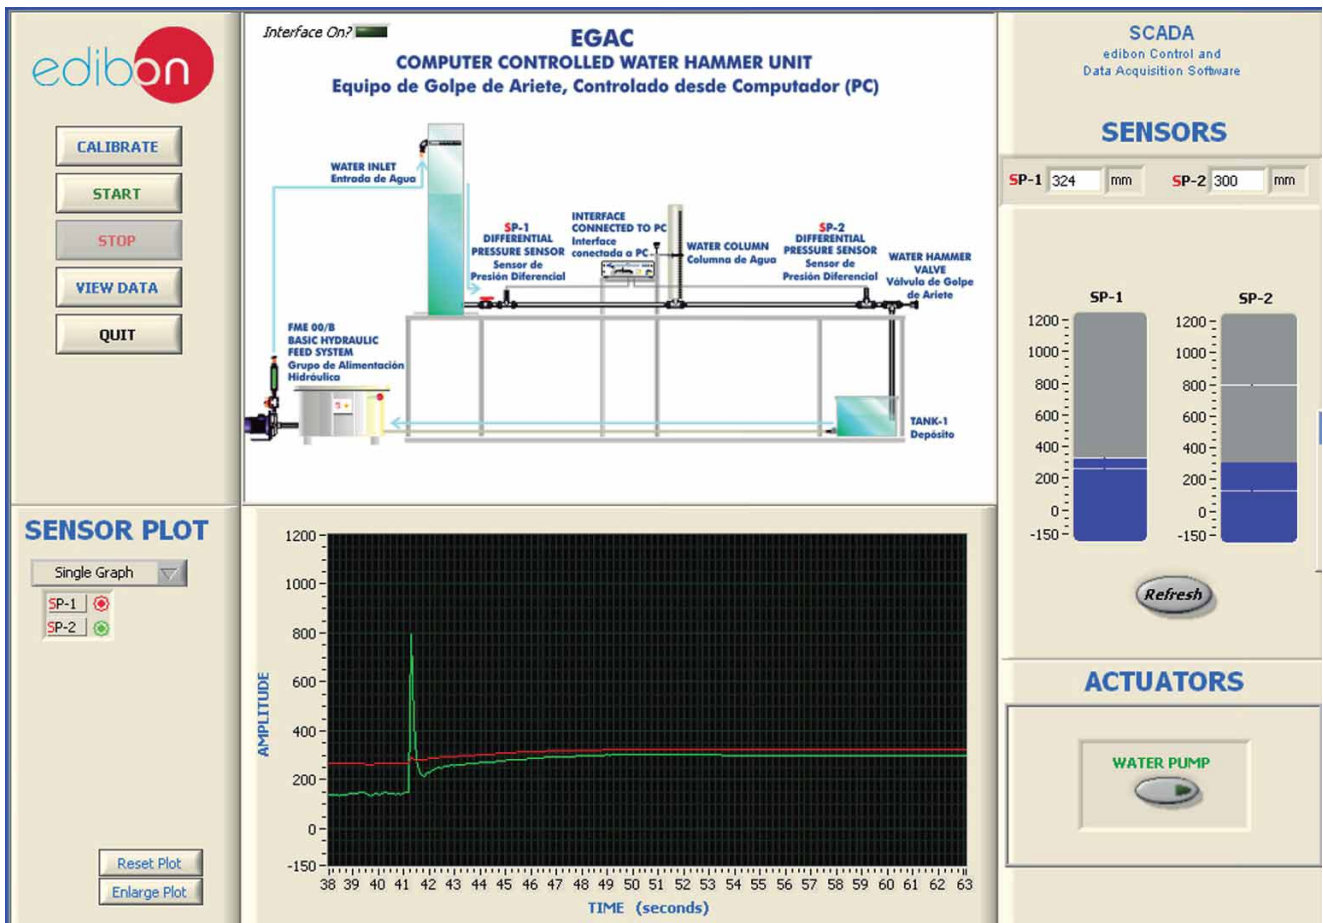 edibon
CALIBRATE
START
STOP
VIEW DATA
QUIT
Interface On?
EGAC
COMPUTER CONTROLLED WATER HAMMER UNIT
Equipo de Golpe de Ariete, Controlado desde Computador (PC)
WATER INLET
Entrada de Agua
SP-1
DIFFERENTIAL
PRESSURE SENSOR
Sensor de
Presión Diferencial
INTERFACE
CONNECTED TO PC
Interface
conectada a PC
WATER COLUMN
Columna de Agua
SP-2
DIFFERENTIAL
PRESSURE SENSOR
Sensor de
Presión Diferencial
WATER HAMMER
VALVE
Válvula de Golpe
de Ariete
FME 00/B
BASIC HYDRAULIC
FEED SYSTEM
Grupo de Alimentación
Hidráulica
TANK-1
Depósito
SCADA
edibon Control and
Data Acquisition Software
SENSORS
SP-1 324 mm SP-2 300 mm
SP-1
1200
1000
800
600
400
200
0
-150
SP-2
1200
1000
800
600
400
200
0
-150
Refresh
ACTUATORS
WATER PUMP
SENSOR PLOT
Single Graph
SP-1
SP-2
Reset Plot
Enlarge Plot
AMPLITUDE
1200
1000
800
600
400
200
0
-150
38 39 40 41 42 43 44 45 46 47 48 49 50 51 52 53 54 55 56 57 58 59 60 61 62 63
TIME (seconds)